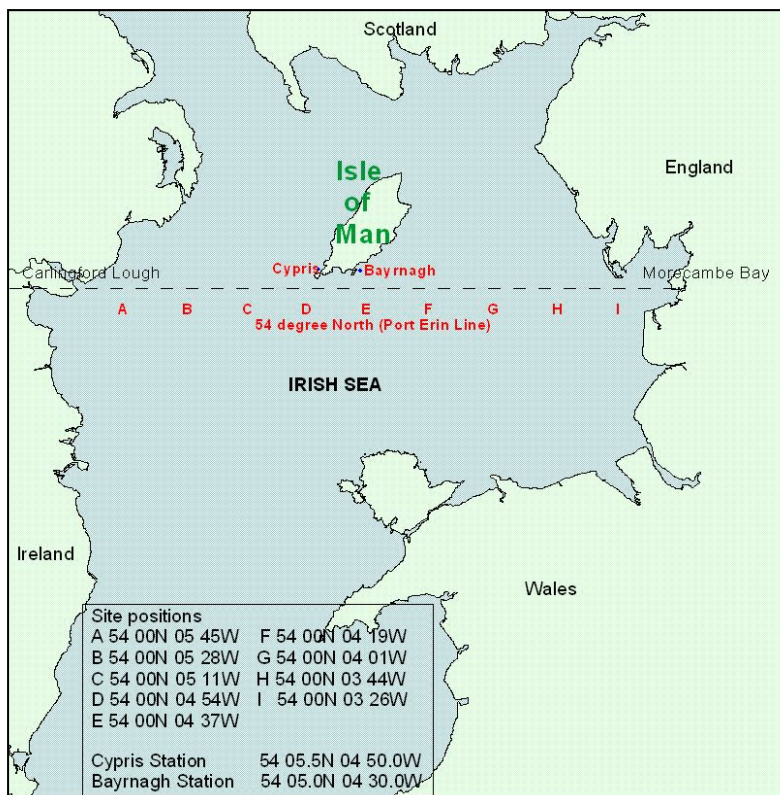 Scotland
England
Isle
of
Man
Cypris
Bayrnagh
Carlingford Lough
Morecambe Bay
A B C D E F G H I
54 degree North (Port Erin Line)
IRISH SEA
Ireland
Wales
Site positions
A 54 00N 05 45W F 54 00N 04 19W
B 54 00N 05 28W G 54 00N 04 01W
C 54 00N 05 11W H 54 00N 03 44W
D 54 00N 04 54W I 54 00N 03 26W
E 54 00N 04 37W
Cypris Station 54 05.5N 04 50.0W
Bayrnagh Station 54 05.0N 04 30.0W